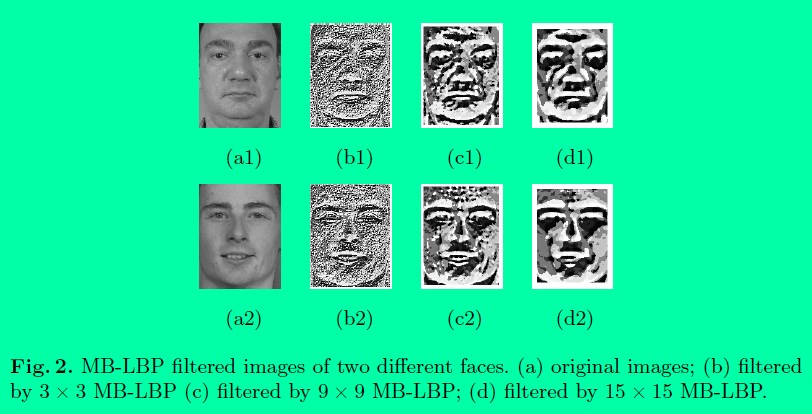 (a1) (b1) (c1) (d1)
(a2) (b2) (c2) (d2)
Fig. 2. MB-LBP filtered images of two different faces. (a) original images; (b) filtered
by 3 × 3 MB-LBP (c) filtered by 9 × 9 MB-LBP; (d) filtered by 15 × 15 MB-LBP.